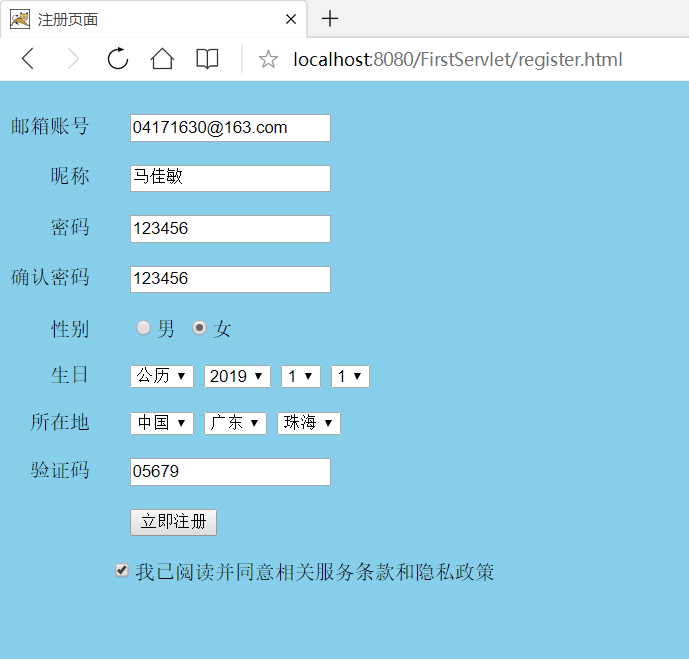 注册页面
localhost:8080/FirstServlet/register.html
邮箱账号 04171630@163.com
昵称 马佳敏
密码 123456
确认密码 123456
性别 男 女
生日 公历 2019 1 1
所在地 中国 广东 珠海
验证码 05679
立即注册
我已阅读并同意相关服务条款和隐私政策